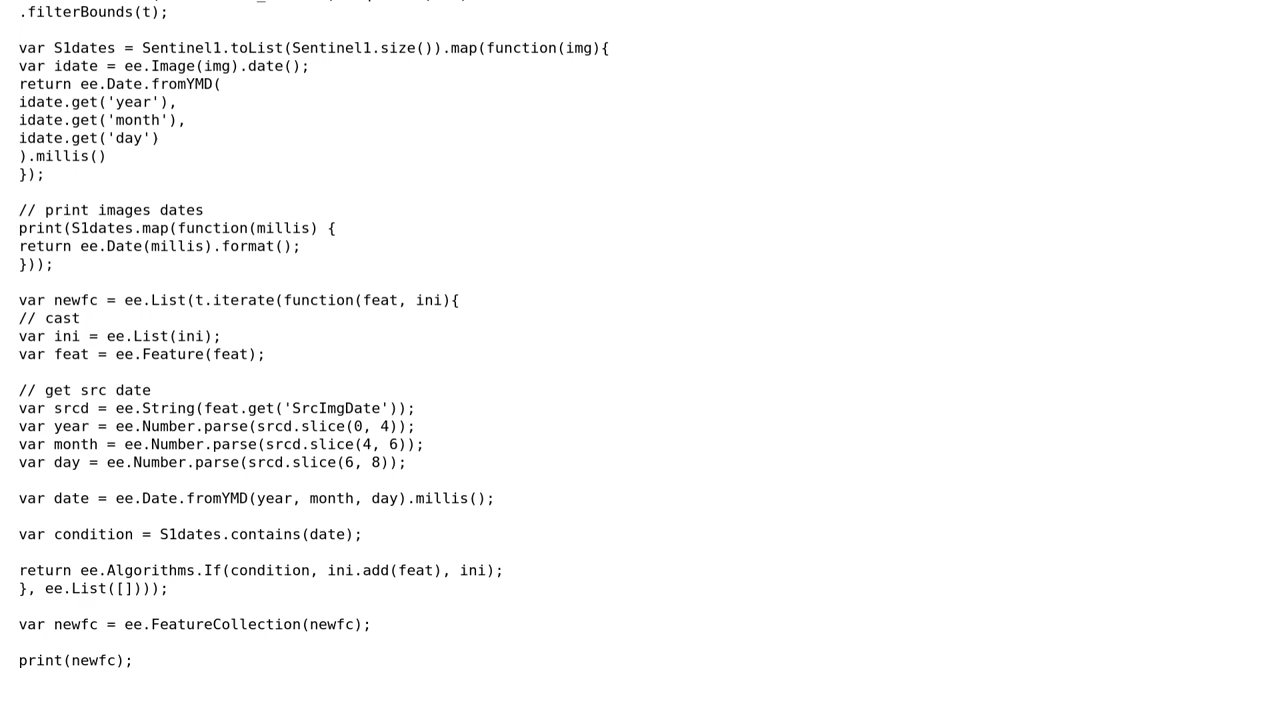 .filterBounds(t);
var S1dates = Sentinel1.toList(Sentinel1.size()).map(function(img){
var idate = ee.Image(img).date();
return ee.Date.fromYMD(
idate.get('year'),
idate.get('month'),
idate.get('day')
).millis()
});
// print images dates
print(S1dates.map(function(millis) {
return ee.Date(millis).format();
}));
var newfc = ee.List(t.iterate(function(feat, ini){
// cast
var ini = ee.List(ini);
var feat = ee.Feature(feat);
// get src date
var srcd = ee.String(feat.get('SrcImgDate'));
var year = ee.Number.parse(srcd.slice(0, 4));
var month = ee.Number.parse(srcd.slice(4, 6));
var day = ee.Number.parse(srcd.slice(6, 8));
var date = ee.Date.fromYMD(year, month, day).millis();
var condition = S1dates.contains(date);
return ee.Algorithms.If(condition, ini.add(feat), ini);
}, ee.List([])));
var newfc = ee.FeatureCollection(newfc);
print(newfc);